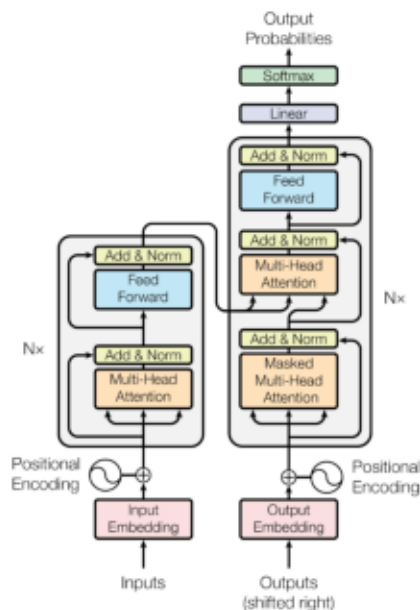 Output
Probabilities
Softmax
Linear
Add & Norm
Feed
Forward
Add & Norm
Multi-Head
Attention
Add & Norm
Masked
Multi-Head
Attention
Nx
Positional
Encoding
Output
Embedding
Outputs
(shifted right)
Add & Norm
Feed
Forward
Add & Norm
Multi-Head
Attention
Nx
Positional
Encoding
Input
Embedding
Inputs